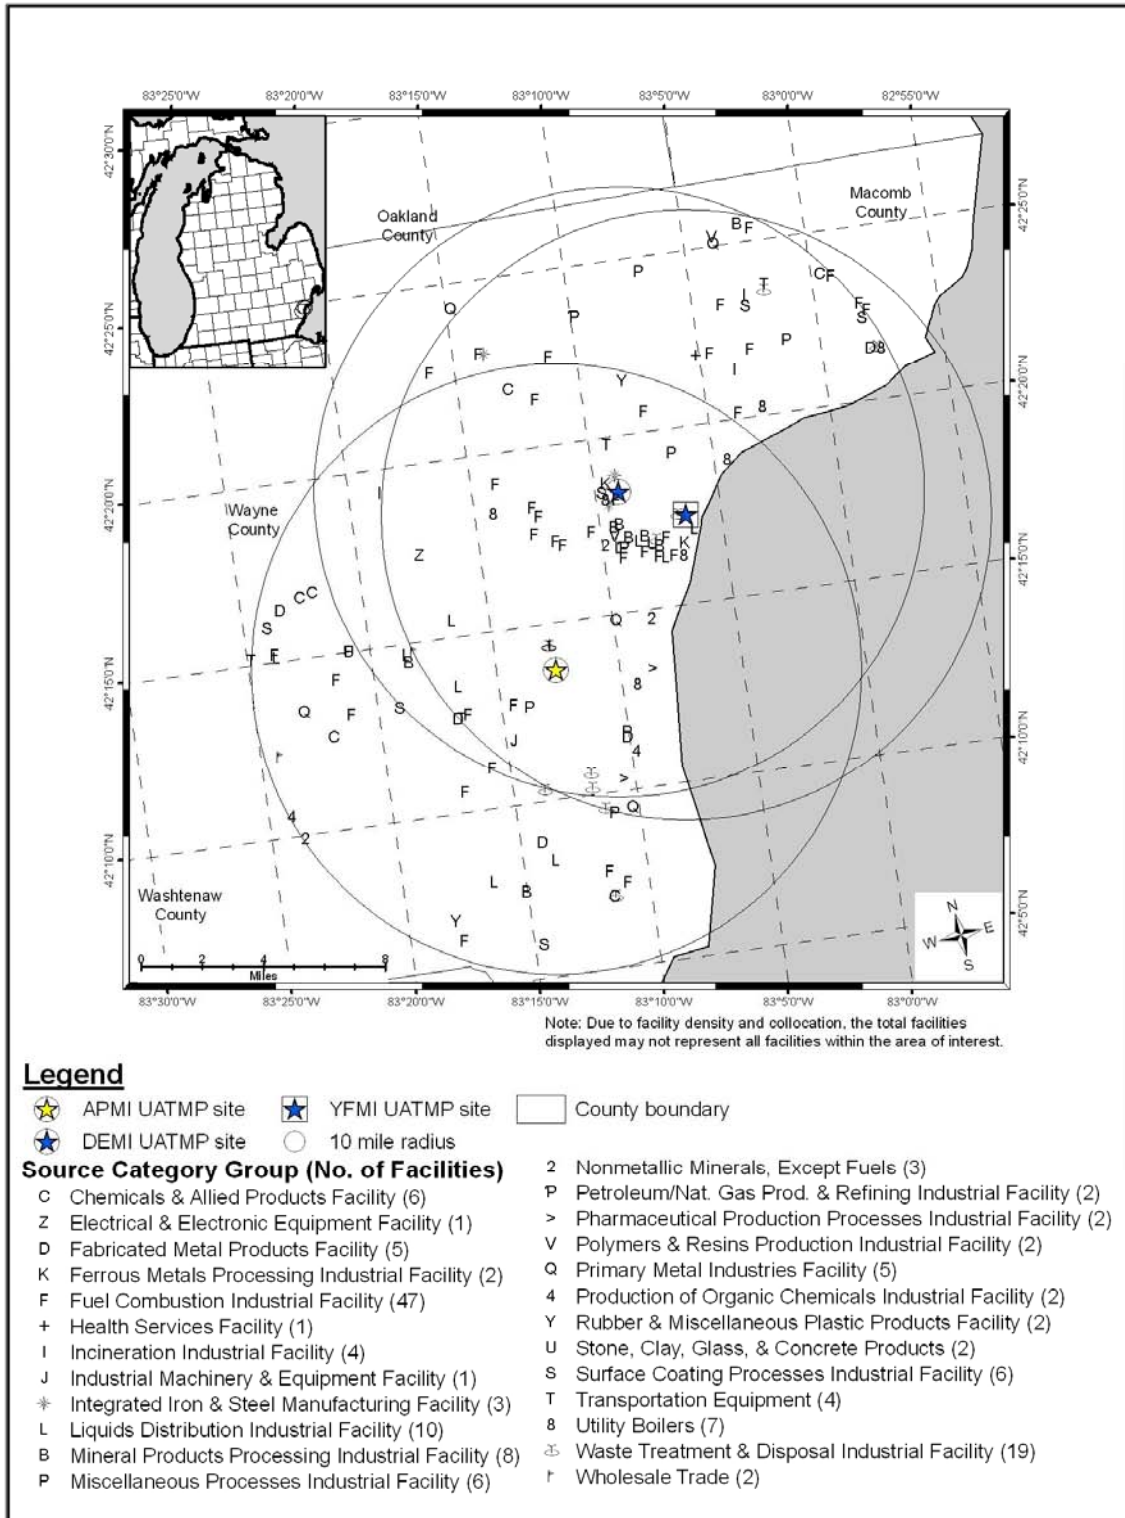 83°25'0"W 83°20'0"W 83°15'0"W 83°10'0"W 83°5'0"W 83°0'0"W 82°55'0"W
42°30'0"N
42°25'0"N
42°20'0"N
42°15'0"N
42°10'0"N
42°25'0"N
42°20'0"N
42°15'0"N
42°10'0"N
42°5'0"N
Oakland
County
Macomb
County
Wayne
County
Washtenaw
County
0 2 4 8
Miles
N
W E
S
83°30'0"W 83°25'0"W 83°20'0"W 83°15'0"W 83°10'0"W 83°5'0"W 83°0'0"W
Note: Due to facility density and collocation, the total facilities
displayed may not represent all facilities within the area of interest.
Legend
APMI UATMP site YFMI UATMP site County boundary
DEMI UATMP site 10 mile radius
Source Category Group (No. of Facilities)
C Chemicals & Allied Products Facility (6)
Z Electrical & Electronic Equipment Facility (1)
D Fabricated Metal Products Facility (5)
K Ferrous Metals Processing Industrial Facility (2)
F Fuel Combustion Industrial Facility (47)
+ Health Services Facility (1)
I Incineration Industrial Facility (4)
J Industrial Machinery & Equipment Facility (1)
Integrated Iron & Steel Manufacturing Facility (3)
L Liquids Distribution Industrial Facility (10)
B Mineral Products Processing Industrial Facility (8)
P Miscellaneous Processes Industrial Facility (6)
2 Nonmetallic Minerals, Except Fuels (3)
P Petroleum/Nat. Gas Prod. & Refining Industrial Facility (2)
> Pharmaceutical Production Processes Industrial Facility (2)
V Polymers & Resins Production Industrial Facility (2)
Q Primary Metal Industries Facility (5)
4 Production of Organic Chemicals Industrial Facility (2)
Y Rubber & Miscellaneous Plastic Products Facility (2)
U Stone, Clay, Glass, & Concrete Products (2)
S Surface Coating Processes Industrial Facility (6)
T Transportation Equipment (4)
8 Utility Boilers (7)
Waste Treatment & Disposal Industrial Facility (19)
Wholesale Trade (2)